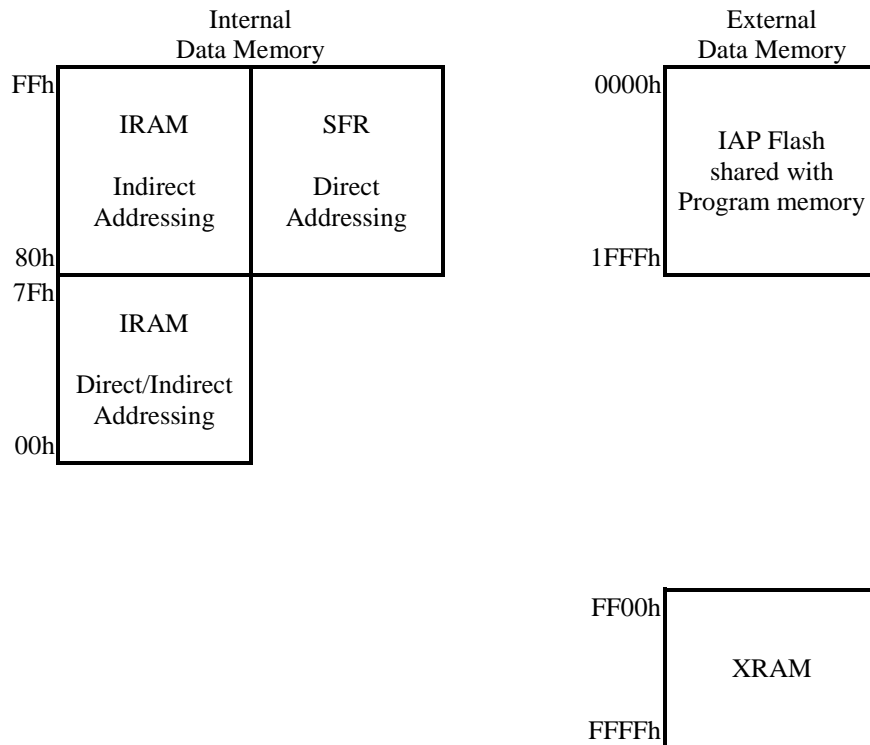 Internal
Data Memory
FFh
IRAM
Indirect
Addressing
80h
SFR
Direct
Addressing
7Fh
IRAM
Direct/Indirect
Addressing
00h
External
Data Memory
0000h
IAP Flash
shared with
Program memory
1FFFh
FF00h
XRAM
FFFFh